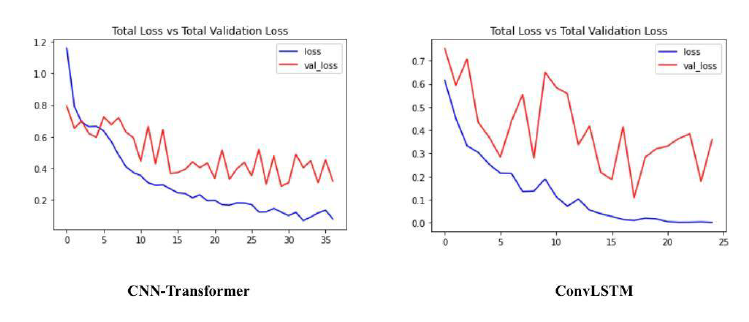 Total Loss vs Total Validation Loss
loss
val_loss
1.2
1.0
0.8
0.6
0.4
0.2
0 5 10 15 20 25 30 35
CNN-Transformer
Total Loss vs Total Validation Loss
loss
val_loss
0.7
0.6
0.5
0.4
0.3
0.2
0.1
0.0
0 5 10 15 20 25
ConvLSTM